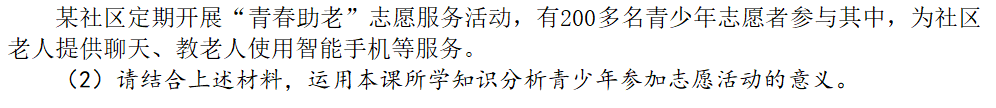 某社区定期开展“青春助老”志愿服务活动，有200多名青少年志愿者参与其中，为社区
老人提供聊天、教老人使用智能手机等服务。
（2）请结合上述材料，运用本课所学知识分析青少年参加志愿活动的意义。